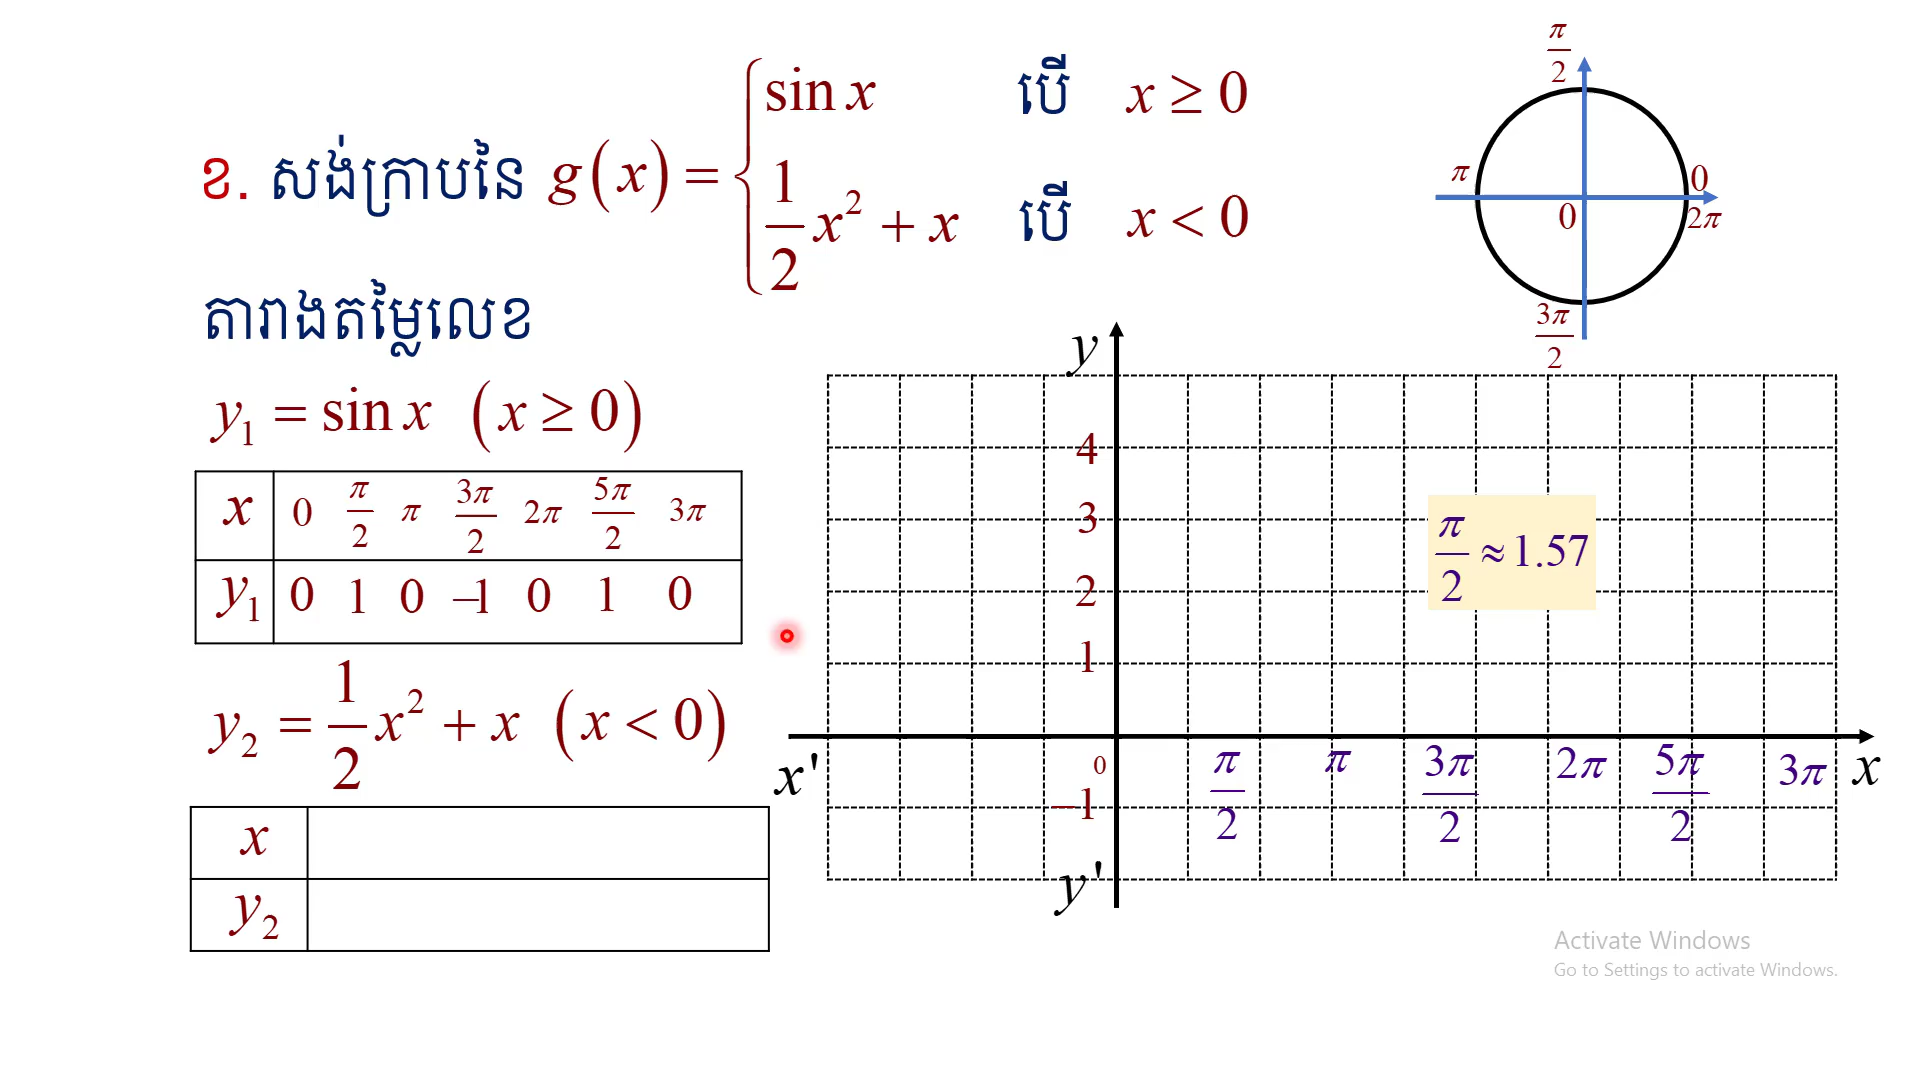 ខ. សង់ក្រាបនៃ g(x) = { sin x បើ x ≥ 0
1/2 x² + x បើ x < 0
π/2
π
0
0
2π
3π/2
តារាងតម្លៃលេខ
y₁ = sin x (x ≥ 0)
x 0 π/2 π 3π/2 2π 5π/2 3π
y₁ 0 1 0 –1 0 1 0
y₂ = 1/2 x² + x (x < 0)
x
y₂
y
4
3
2
1
π/2 ≈ 1.57
x' 0 π/2 π 3π/2 2π 5π/2 3π x
–1
y'
Activate Windows
Go to Settings to activate Windows.